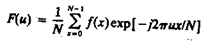 F(u) = 1/N ∑_{x=0}^{N-1} f(x)exp[-j2πux/N]